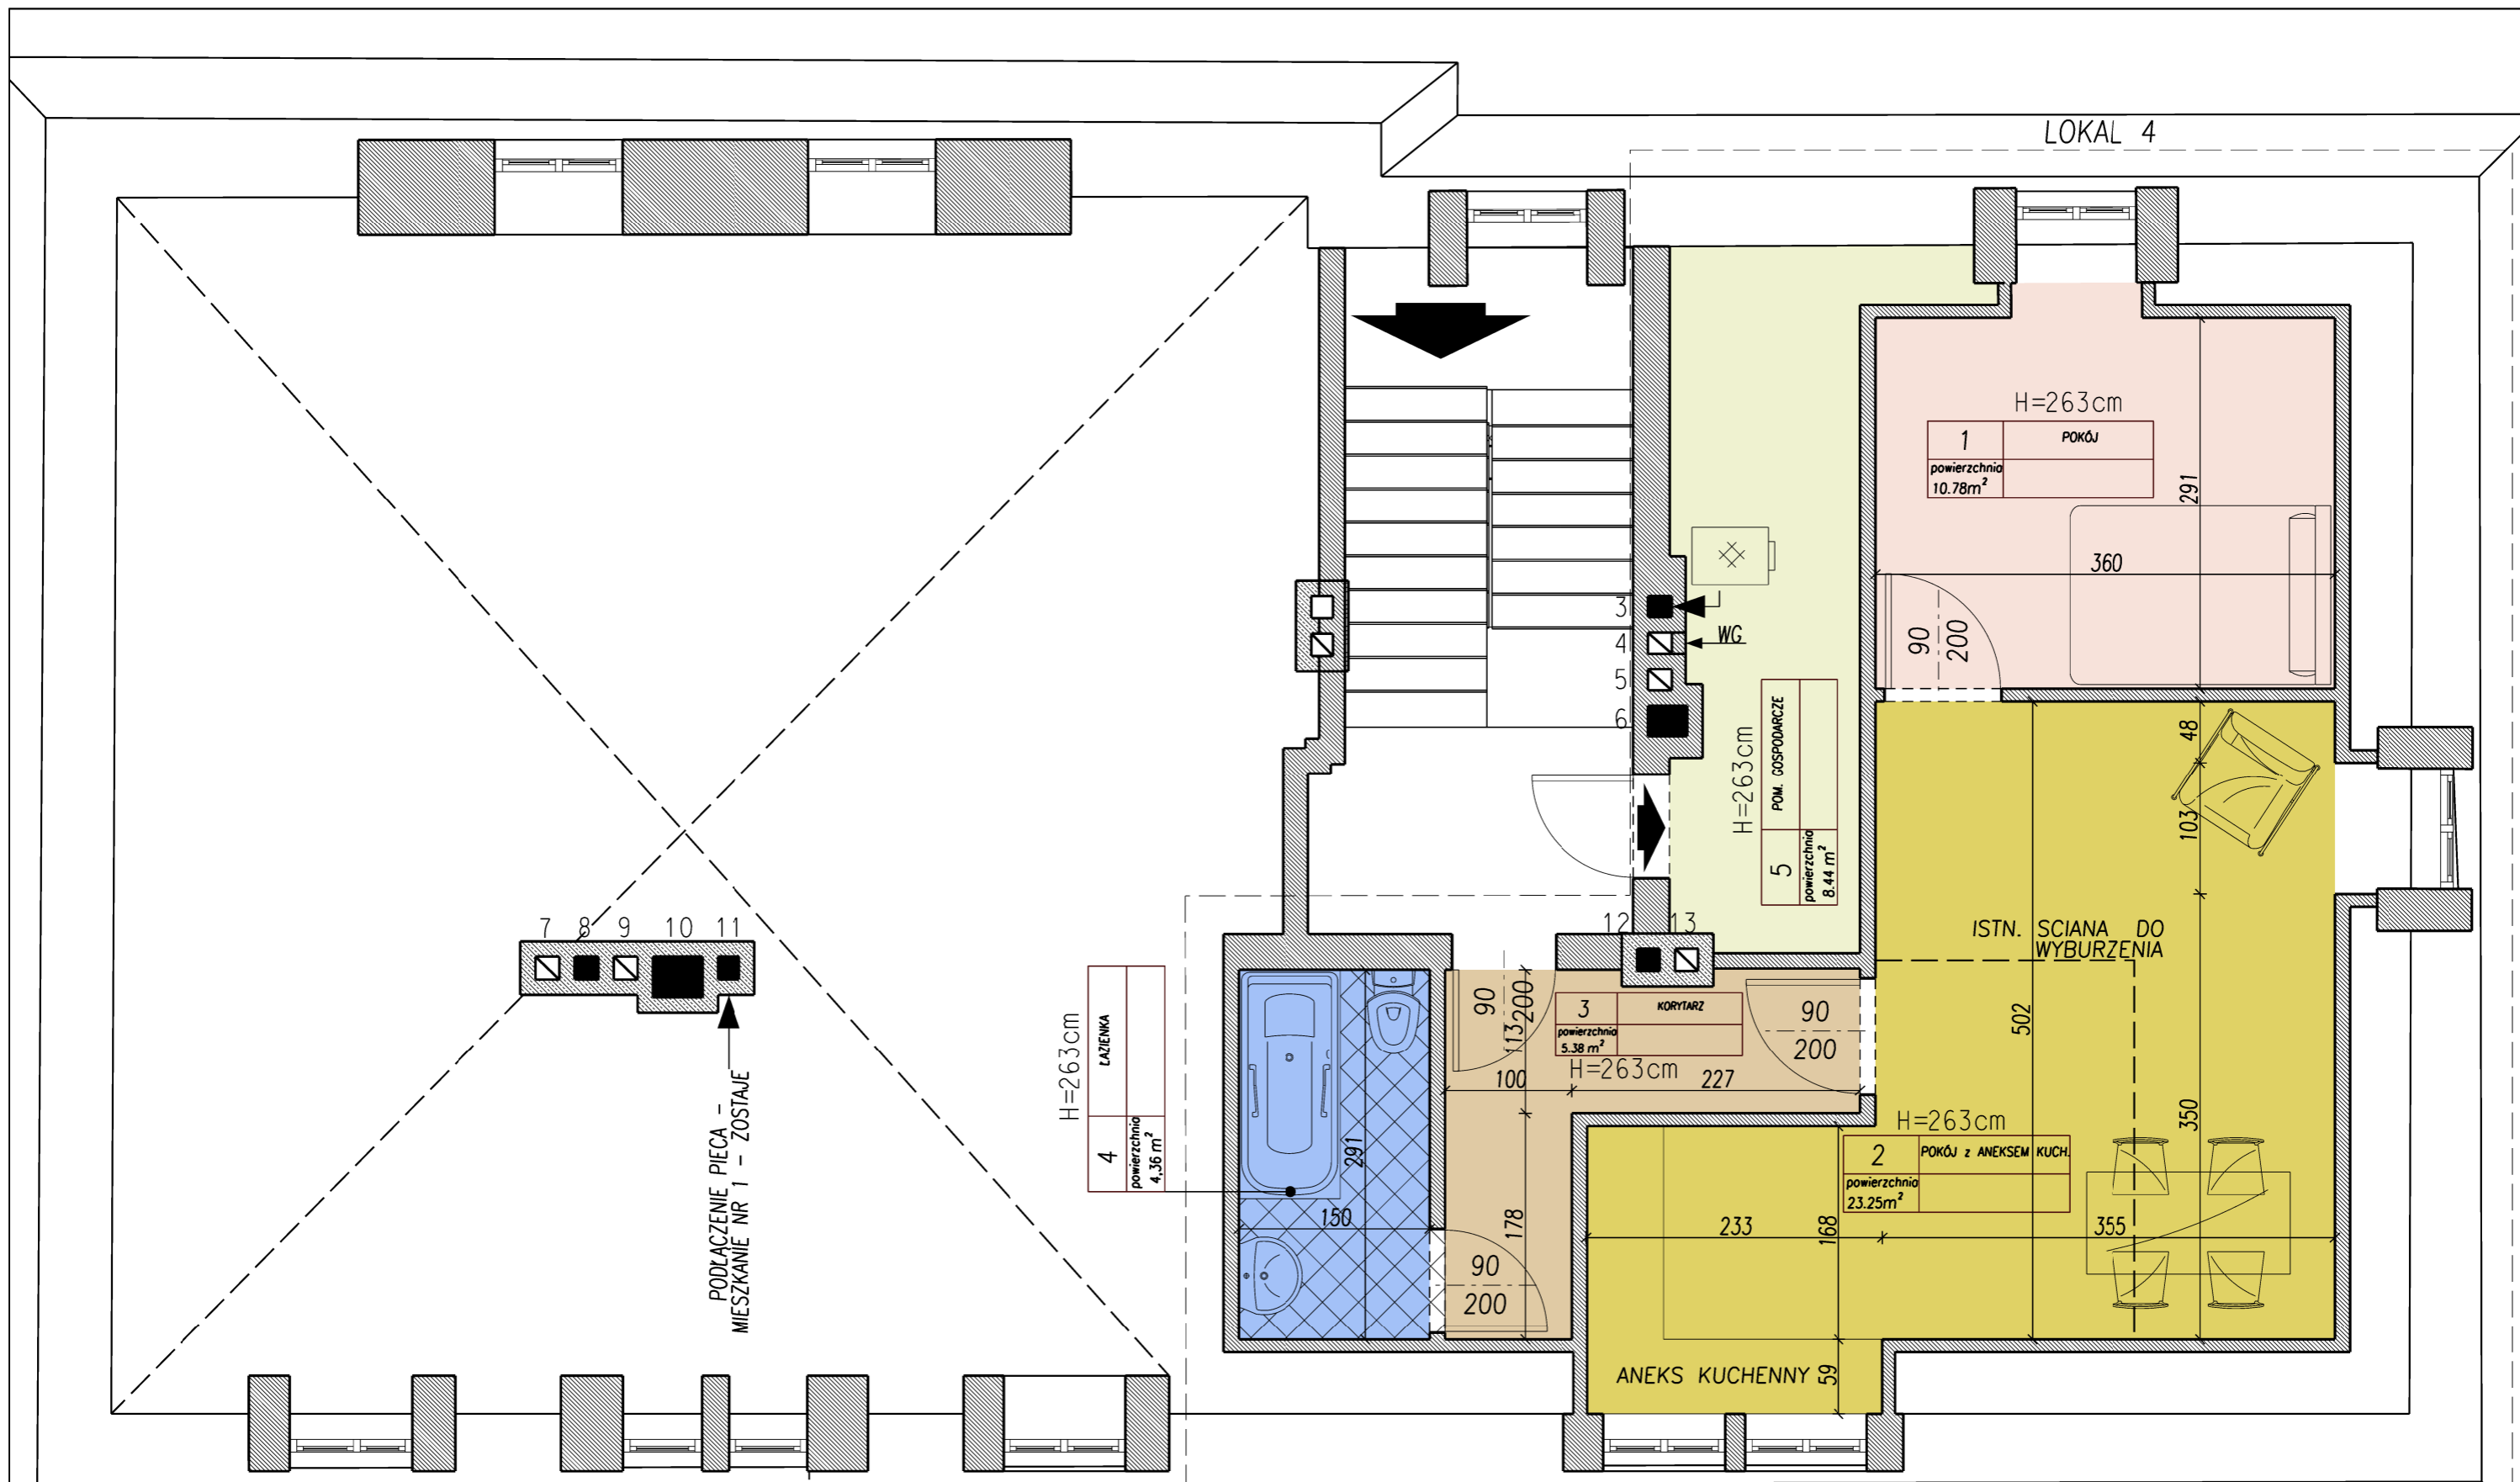 LOKAL 4
H=263cm
1 POKÓJ
powierzchnia
10.78m²
291
360
90
200
3
4
WG
5
6
H=263cm
5 POM. GOSPODARCZE
powierzchnia
8.44 m²
48
103
ISTN. SCIANA DO
WYBURZENIA
502
350
7 8 9 10 11
PODŁĄCZENIE PIECA -
MIESZKANIE NR 1 - ZOSTAJE
12 13
H=263cm
4 ŁAZIENKA
powierzchnia
4,36 m²
291
150
90
200
113
3 KORYTARZ
powierzchnia
5.38 m²
H=263cm
100
227
90
200
178
90
200
H=263cm
2 POKÓJ z ANEKSEM KUCH.
powierzchnia
23.25m²
233
168
355
ANEKS KUCHENNY
59